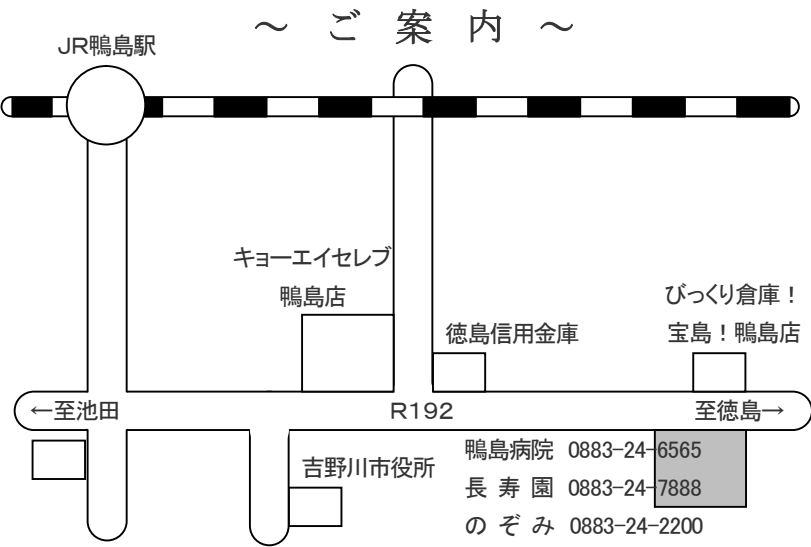 ～ ご 案 内 ～
JR鴨島駅
キョーエイセレブ
鴨島店
びっくり倉庫！
徳島信用金庫
宝島！鴨島店
←至池田
R192
至徳島→
吉野川市役所
鴨島病院 0883-24-6565
長 寿 園 0883-24-7888
の ぞ み 0883-24-2200